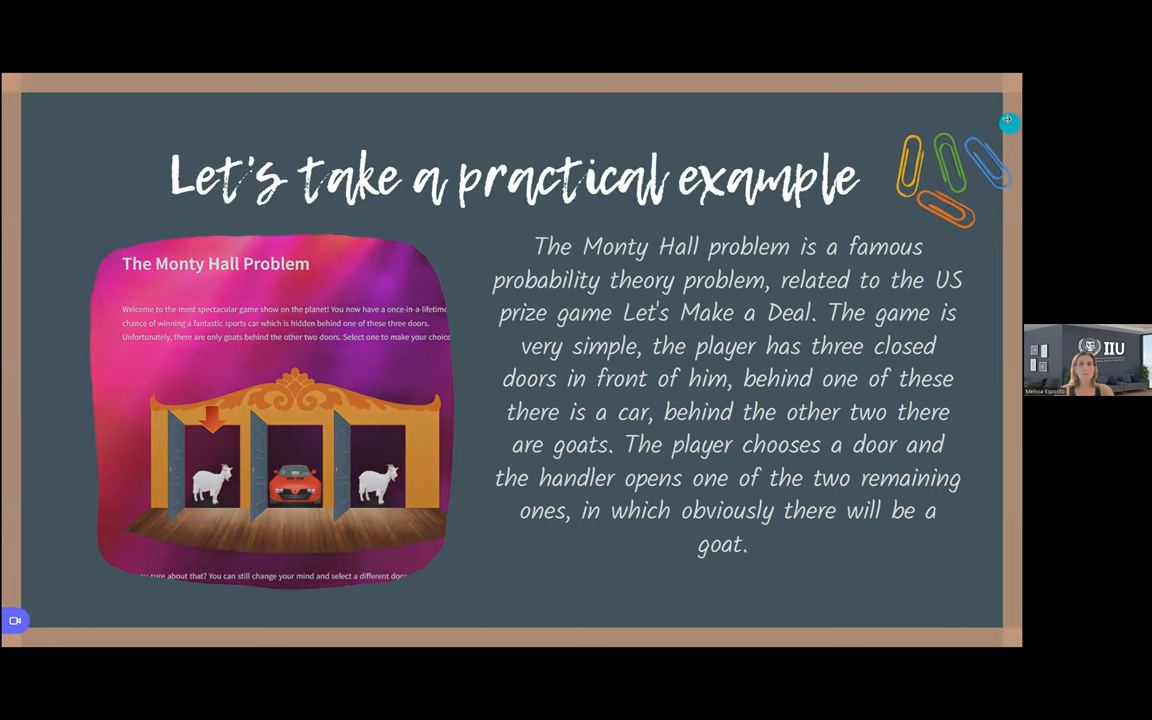 Let's take a practical example
The Monty Hall Problem
Welcome to the most spectacular game show on the planet! You now have a once-in-a-lifetime
chance of winning a fantastic sports car which is hidden behind one of these three doors.
Unfortunately, there are only goats behind the other two doors. Select one to make your choice
sure about that? You can still change your mind and select a different door
The Monty Hall problem is a famous
probability theory problem, related to the US
prize game Let's Make a Deal. The game is
very simple, the player has three closed
doors in front of him, behind one of these
there is a car, behind the other two there
are goats. The player chooses a door and
the handler opens one of the two remaining
ones, in which obviously there will be a
goat.
IIU
Melissa Esposito